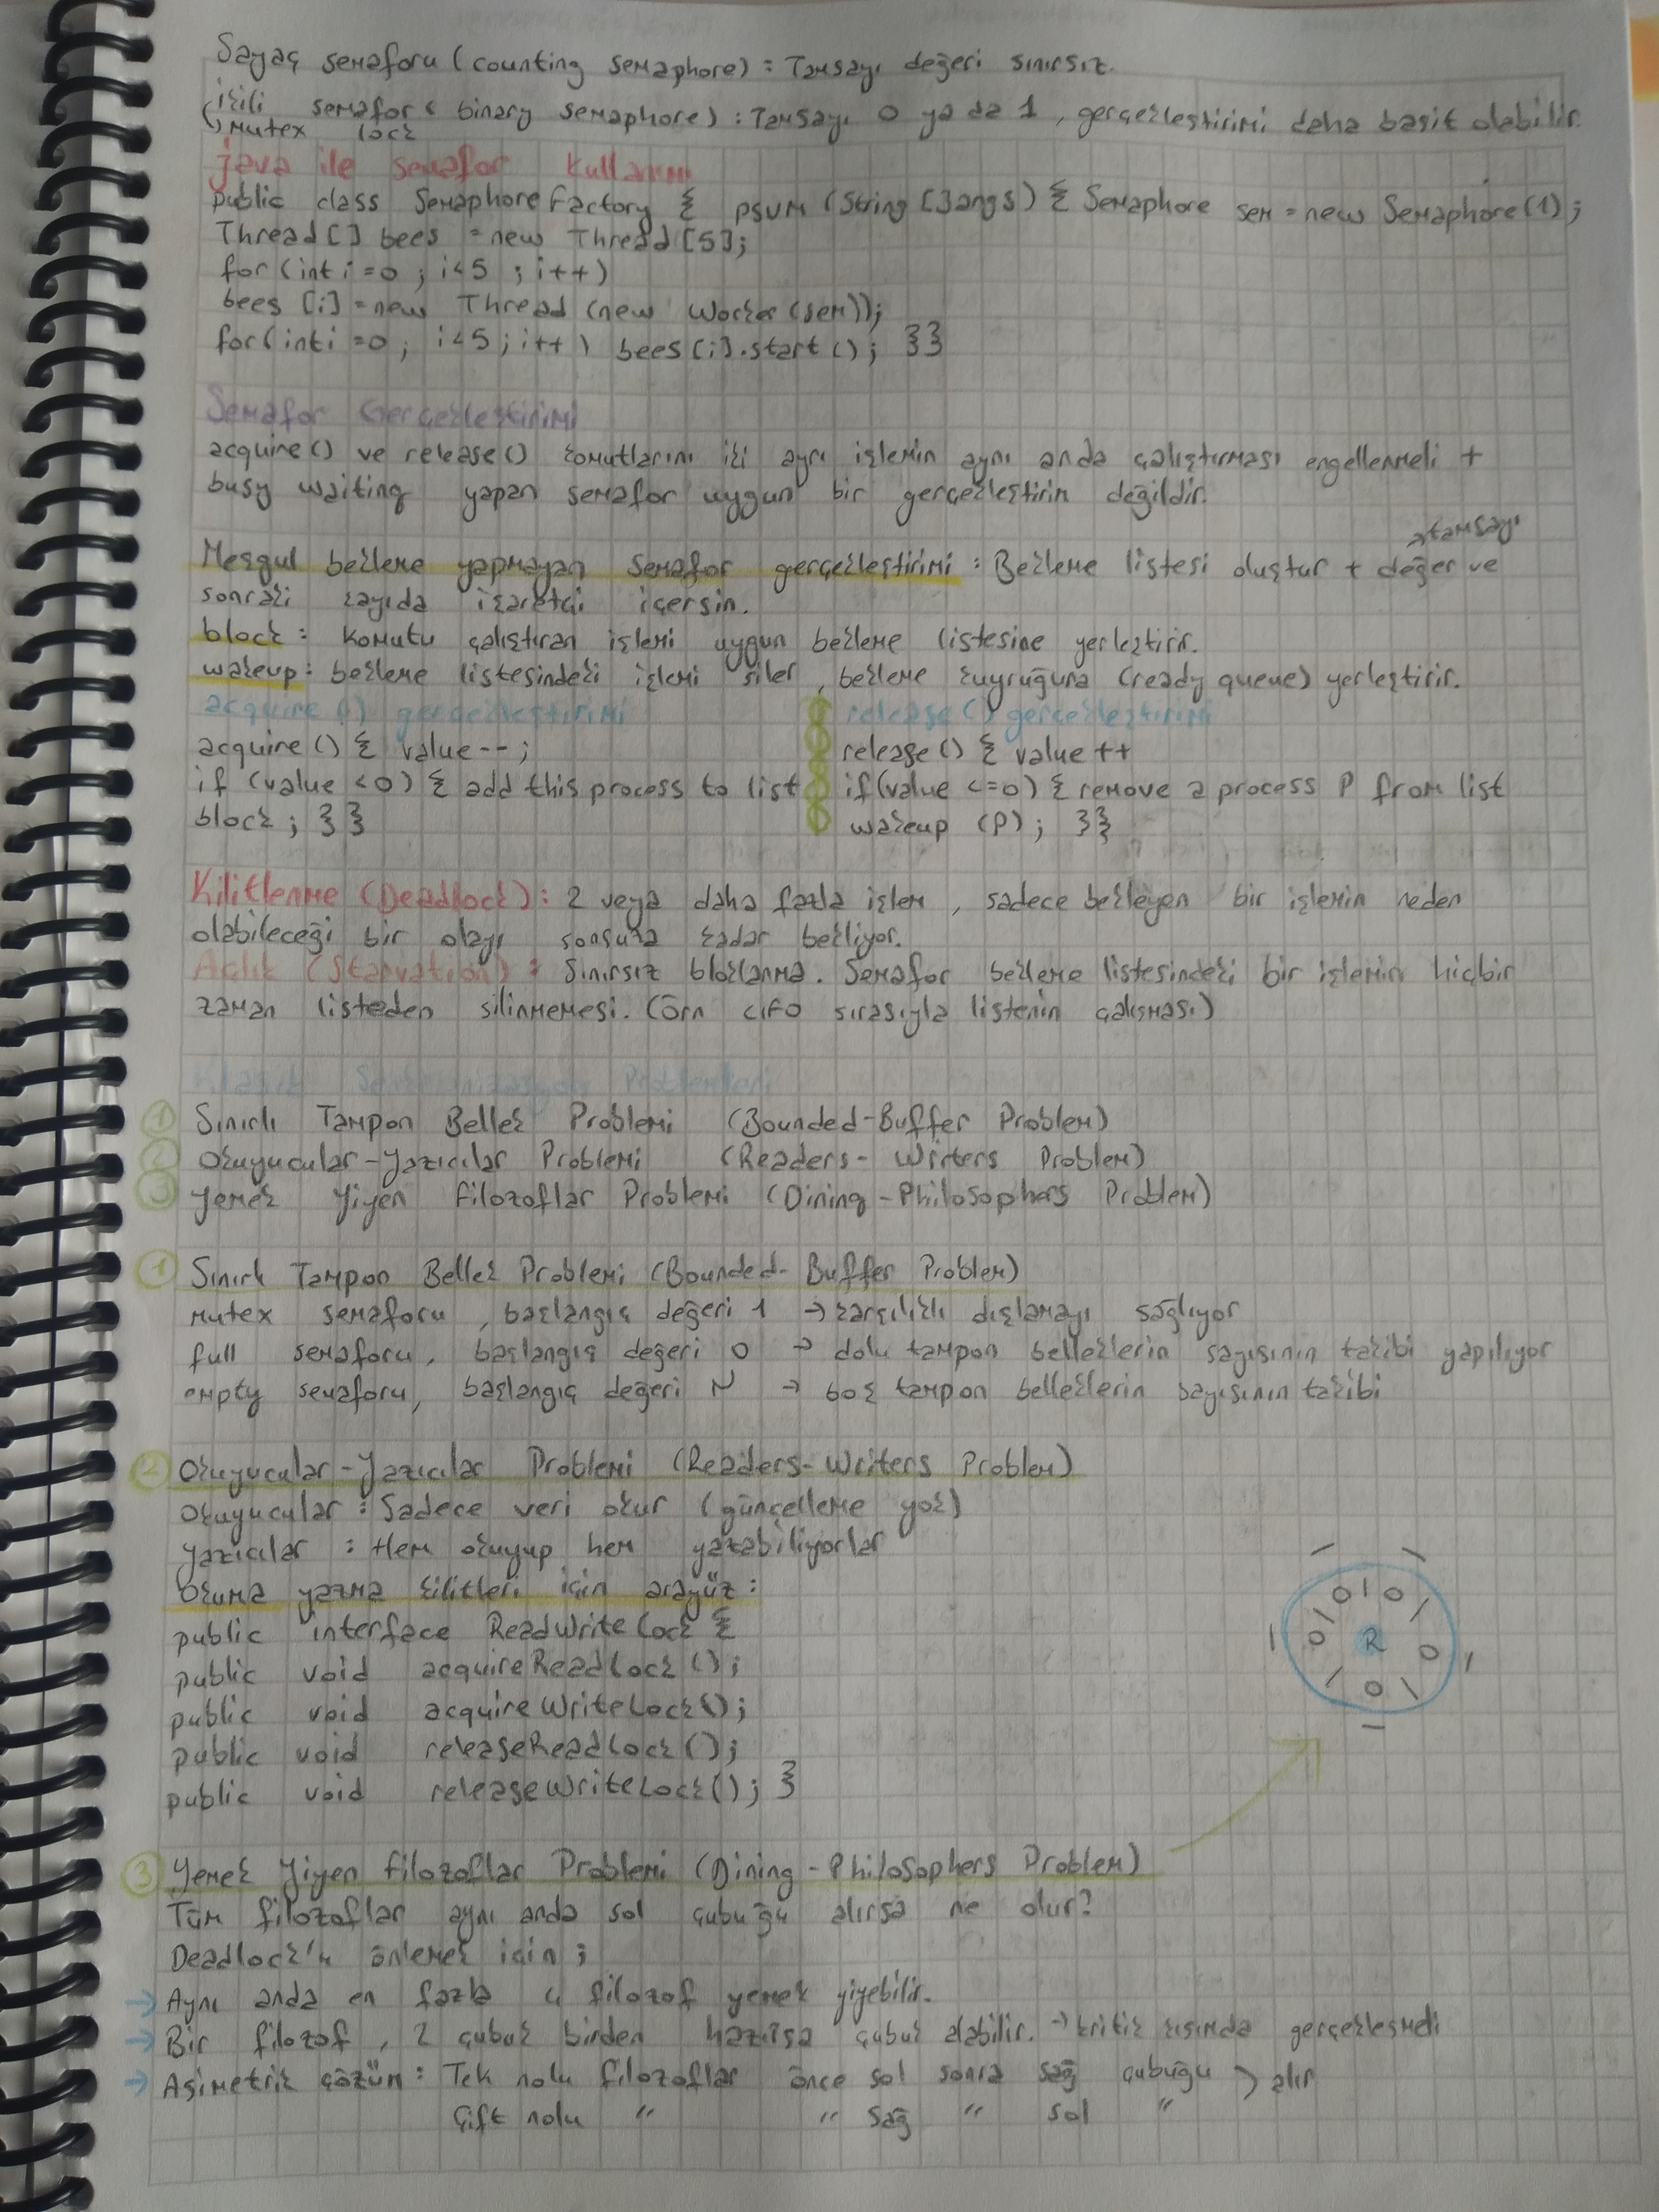 Sayaç semaforu (counting semaphore) : Tamsayı değeri sınırsız.
ikili semafor ( binary semaphore) : Tamsayı 0 ya da 1 , gerçekleştirimi daha basit olabilir.
↳ mutex lock
java ile semafor kullanımı
public class SemaphoreFactory { psvm (String []args) { Semaphore sem = new Semaphore(1);
Thread[] bees = new Thread[5];
for (int i=0 ; i<5 ; i++)
bees [i] = new Thread (new Worker (sem));
for(int i =0 ; i<5 ; i++ ) bees[i].start (); }}
Semafor Gerçekleştirimi
acquire() ve release() komutlarını iki ayrı işlemin aynı anda çalıştırması engellenmeli +
busy waiting yapan semafor uygun bir gerçekleştirim değildir.
→tamsayı
Meşgul bekleme yapmayan semafor gerçekleştirimi : Bekleme listesi oluştur + değer ve
sonraki kayıda işaretçi içersin.
block : komutu çalıştıran işlemi uygun bekleme listesine yerleştirir.
wakeup : bekleme listesindeki işlemi siler , bekleme kuyruğuna (ready queue) yerleştirir.
acquire () gerçekleştirimi
acquire () { value-- ;
if (value <0) { add this process to list
block ; } }
release () gerçekleştirimi
release () { value ++
if(value <=0) { remove a process P from list
wakeup (P) ; }}
Kilitlenme (Deadlock) : 2 veya daha fazla işlem , sadece bekleyen bir işlemin neden
olabileceği bir olayı sonsuza kadar bekliyor.
Açlık (Starvation) : Sınırsız bloklanma. Semafor bekleme listesindeki bir işlemin hiçbir
zaman listeden silinmemesi. (Örn LIFO sırasıyla listenin çalışması)
Klasik Senkronizasyon Problemleri
1 Sınırlı Tampon Bellek Problemi (Bounded-Buffer Problem)
2 Okuyucular-Yazıcılar Problemi (Readers- Writers Problem)
3 Yemek Yiyen Filozoflar Problemi (Dining -Philosophers Problem)
1 Sınırlı Tampon Bellek Problemi (Bounded- Buffer Problem)
mutex semaforu , başlangıç değeri 1 → karşılıklı dışlamayı sağlıyor
full semaforu , başlangıç değeri 0 → dolu tampon belleklerin sayısının takibi yapılıyor
empty semaforu, başlangıç değeri N → boş tampon belleklerin sayısının takibi
2 Okuyucular-Yazıcılar Problemi (Readers-Writers Problem)
Okuyucular : Sadece veri okur (güncelleme yok)
Yazıcılar : Hem okuyup hem yazabiliyorlar
Okuma yazma kilitleri için arayüz :
public interface ReadWriteLock {
public void acquireReadLock ();
public void acquireWriteLock();
public void releaseReadLock ();
public void releaseWriteLock(); }
R
3 Yemek Yiyen Filozoflar Problemi (Dining -Philosophers Problem)
Tüm filozoflar aynı anda sol çubuğu alırsa ne olur?
Deadlock'u önlemek için ;
→ Aynı anda en fazla 4 filozof yemek yiyebilir.
→ Bir filozof , 2 çubuk birden hazırsa çubuk alabilir. → kritik kısımda gerçekleşmeli
→ Asimetrik çözüm : Tek nolu filozoflar önce sol sonra sağ çubuğu > alır
Çift nolu " " sağ " sol "